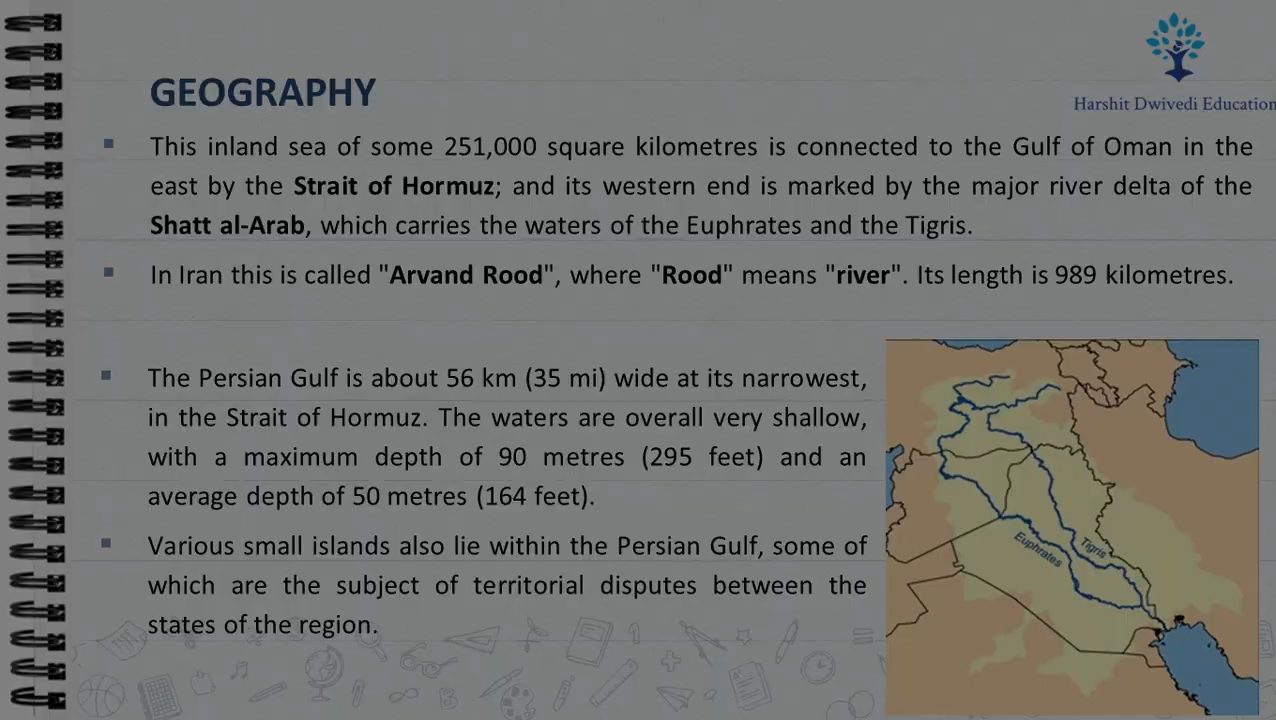 Harshit Dwivedi Education
GEOGRAPHY
▪ This inland sea of some 251,000 square kilometres is connected to the Gulf of Oman in the
east by the Strait of Hormuz; and its western end is marked by the major river delta of the
Shatt al-Arab, which carries the waters of the Euphrates and the Tigris.
▪ In Iran this is called "Arvand Rood", where "Rood" means "river". Its length is 989 kilometres.
▪ The Persian Gulf is about 56 km (35 mi) wide at its narrowest,
in the Strait of Hormuz. The waters are overall very shallow,
with a maximum depth of 90 metres (295 feet) and an
average depth of 50 metres (164 feet).
▪ Various small islands also lie within the Persian Gulf, some of
which are the subject of territorial disputes between the
states of the region.
Euphrates
Tigris